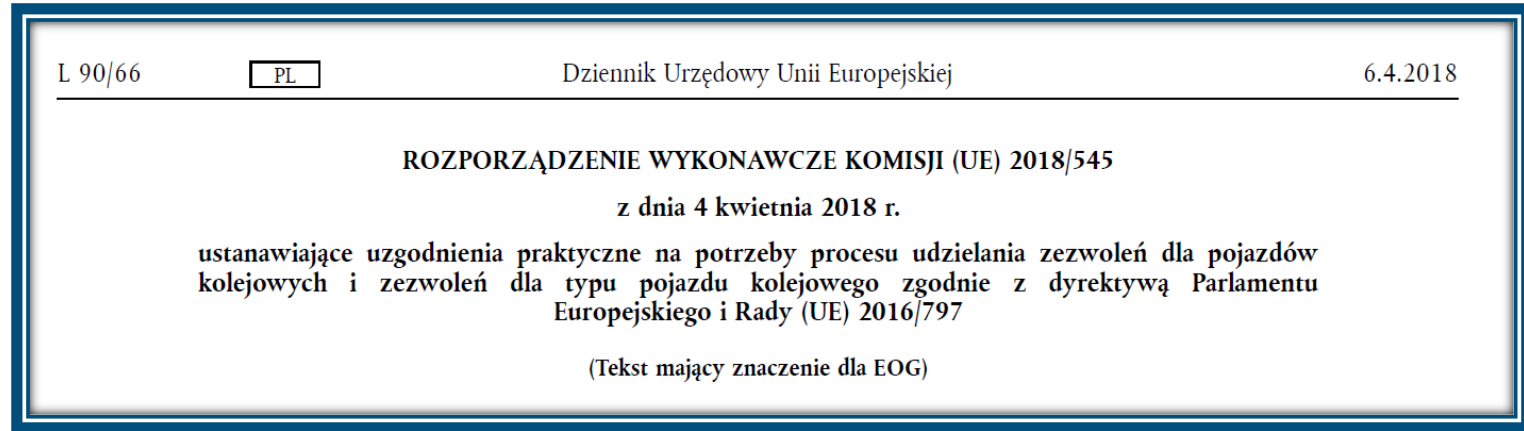 L 90/66 PL Dziennik Urzędowy Unii Europejskiej 6.4.2018
ROZPORZĄDZENIE WYKONAWCZE KOMISJI (UE) 2018/545
z dnia 4 kwietnia 2018 r.
ustanawiające uzgodnienia praktyczne na potrzeby procesu udzielania zezwoleń dla pojazdów
kolejowych i zezwoleń dla typu pojazdu kolejowego zgodnie z dyrektywą Parlamentu
Europejskiego i Rady (UE) 2016/797
(Tekst mający znaczenie dla EOG)